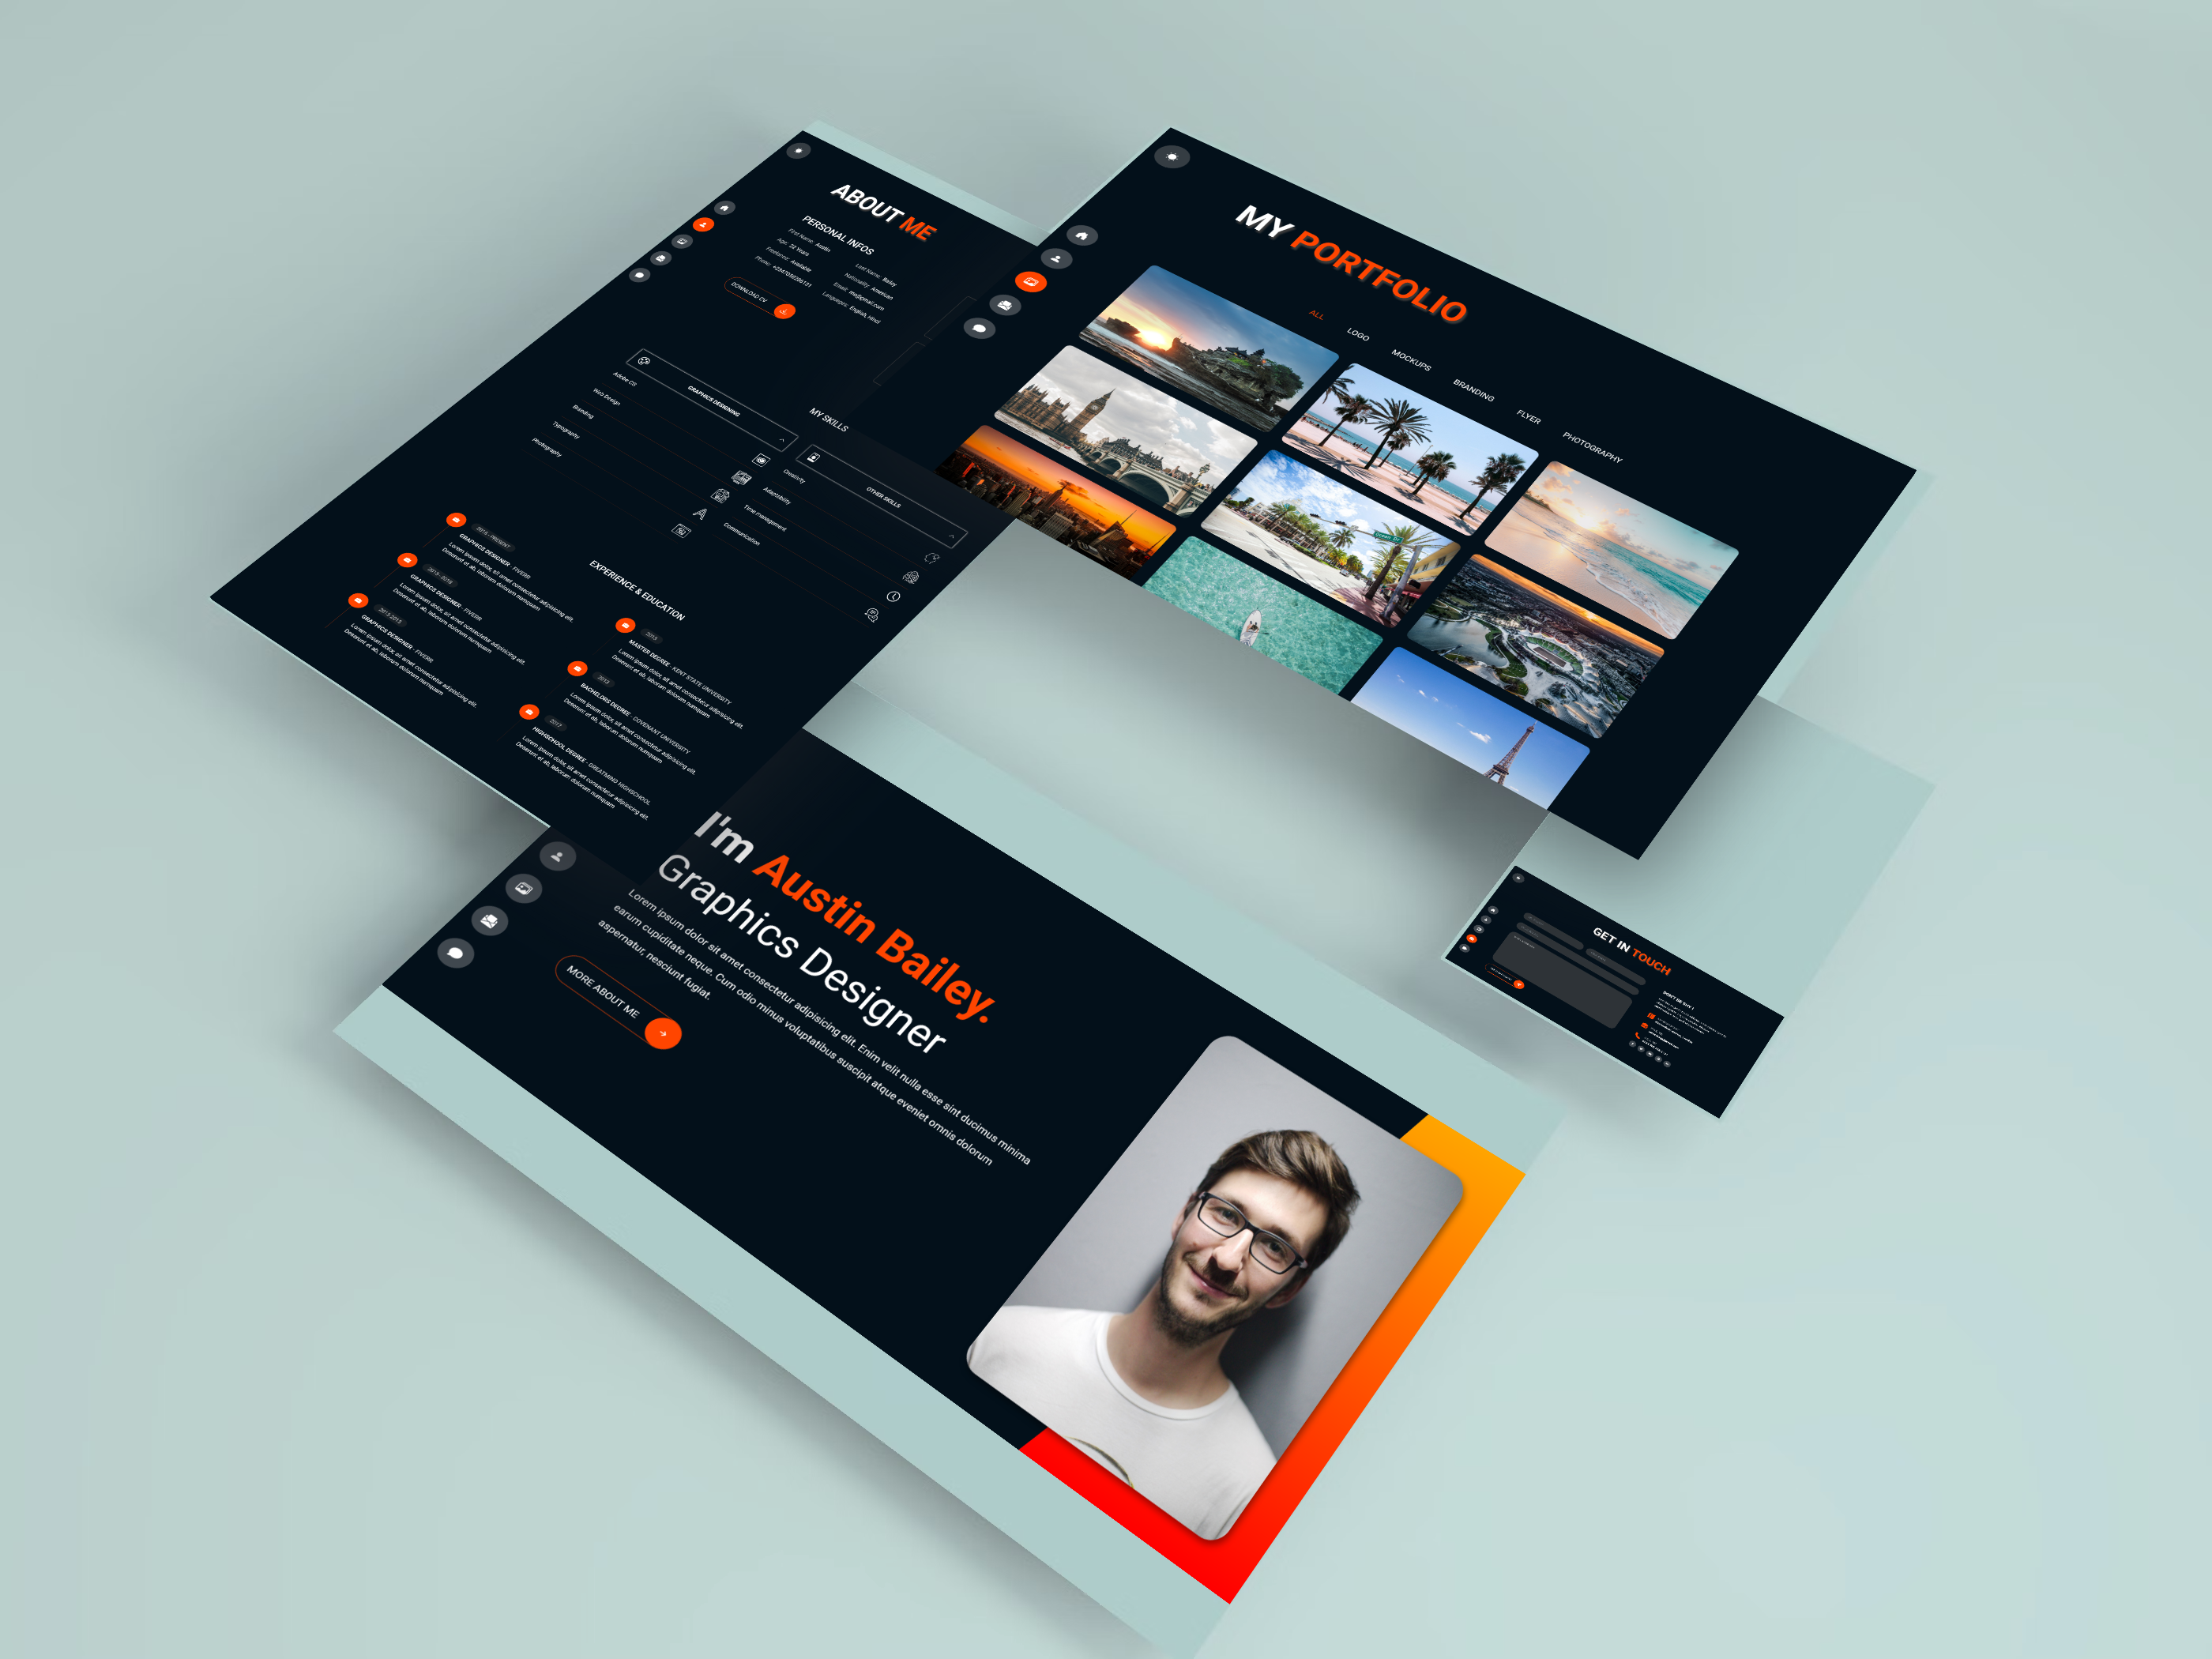 ABOUT ME
PERSONAL INFOS
First Name: Austin
Age: 22 Years
Freelance: Available
Phone: +2347038236121
Last Name: Bailey
Nationality: American
Email: me@gmail.com
Languages: English, Hindi
DOWNLOAD CV
MY SKILLS
GRAPHICS DESIGNING
Adobe CS
Web Design
Branding
Typography
Photography
OTHER SKILLS
Creativity
Adaptability
Time management
Communication
EXPERIENCE & EDUCATION
2018 - PRESENT
GRAPHICS DESIGNER - FIVERR
Lorem ipsum dolor, sit amet consectetur adipisicing elit.
Deserunt et ab, laborum dolorum numquam
GRAPHICS DESIGNER - FIVERR
Lorem ipsum dolor, sit amet consectetur adipisicing elit.
Deserunt et ab, laborum dolorum numquam
2013-2015
GRAPHICS DESIGNER - FIVERR
Lorem ipsum dolor, sit amet consectetur adipisicing elit.
Deserunt et ab, laborum dolorum numquam
MASTER DEGREE - KENT STATE UNIVERSITY
Lorem ipsum dolor, sit amet consectetur adipisicing elit.
Deserunt et ab, laborum dolorum numquam
BACHELORS DEGREE - COVENANT UNIVERSITY
Lorem ipsum dolor, sit amet consectetur adipisicing elit.
Deserunt et ab, laborum dolorum numquam
2017
HIGHSCHOOL DEGREE - GREATMIND HIGHSCHOOL
Lorem ipsum dolor, sit amet consectetur adipisicing elit.
Deserunt et ab, laborum dolorum numquam
MY PORTFOLIO
ALL
LOGO
MOCKUPS
BRANDING
FLYER
PHOTOGRAPHY
I'm Austin Bailey.
Graphics Designer
Lorem ipsum dolor sit amet consectetur adipisicing elit. Enim velit nulla esse sint ducimus minima
earum cupiditate neque. Cum odio minus voluptatibus suscipit atque eveniet omnis dolorum
aspernatur, nesciunt fugiat.
MORE ABOUT ME
GET IN TOUCH
DON'T BE SHY !